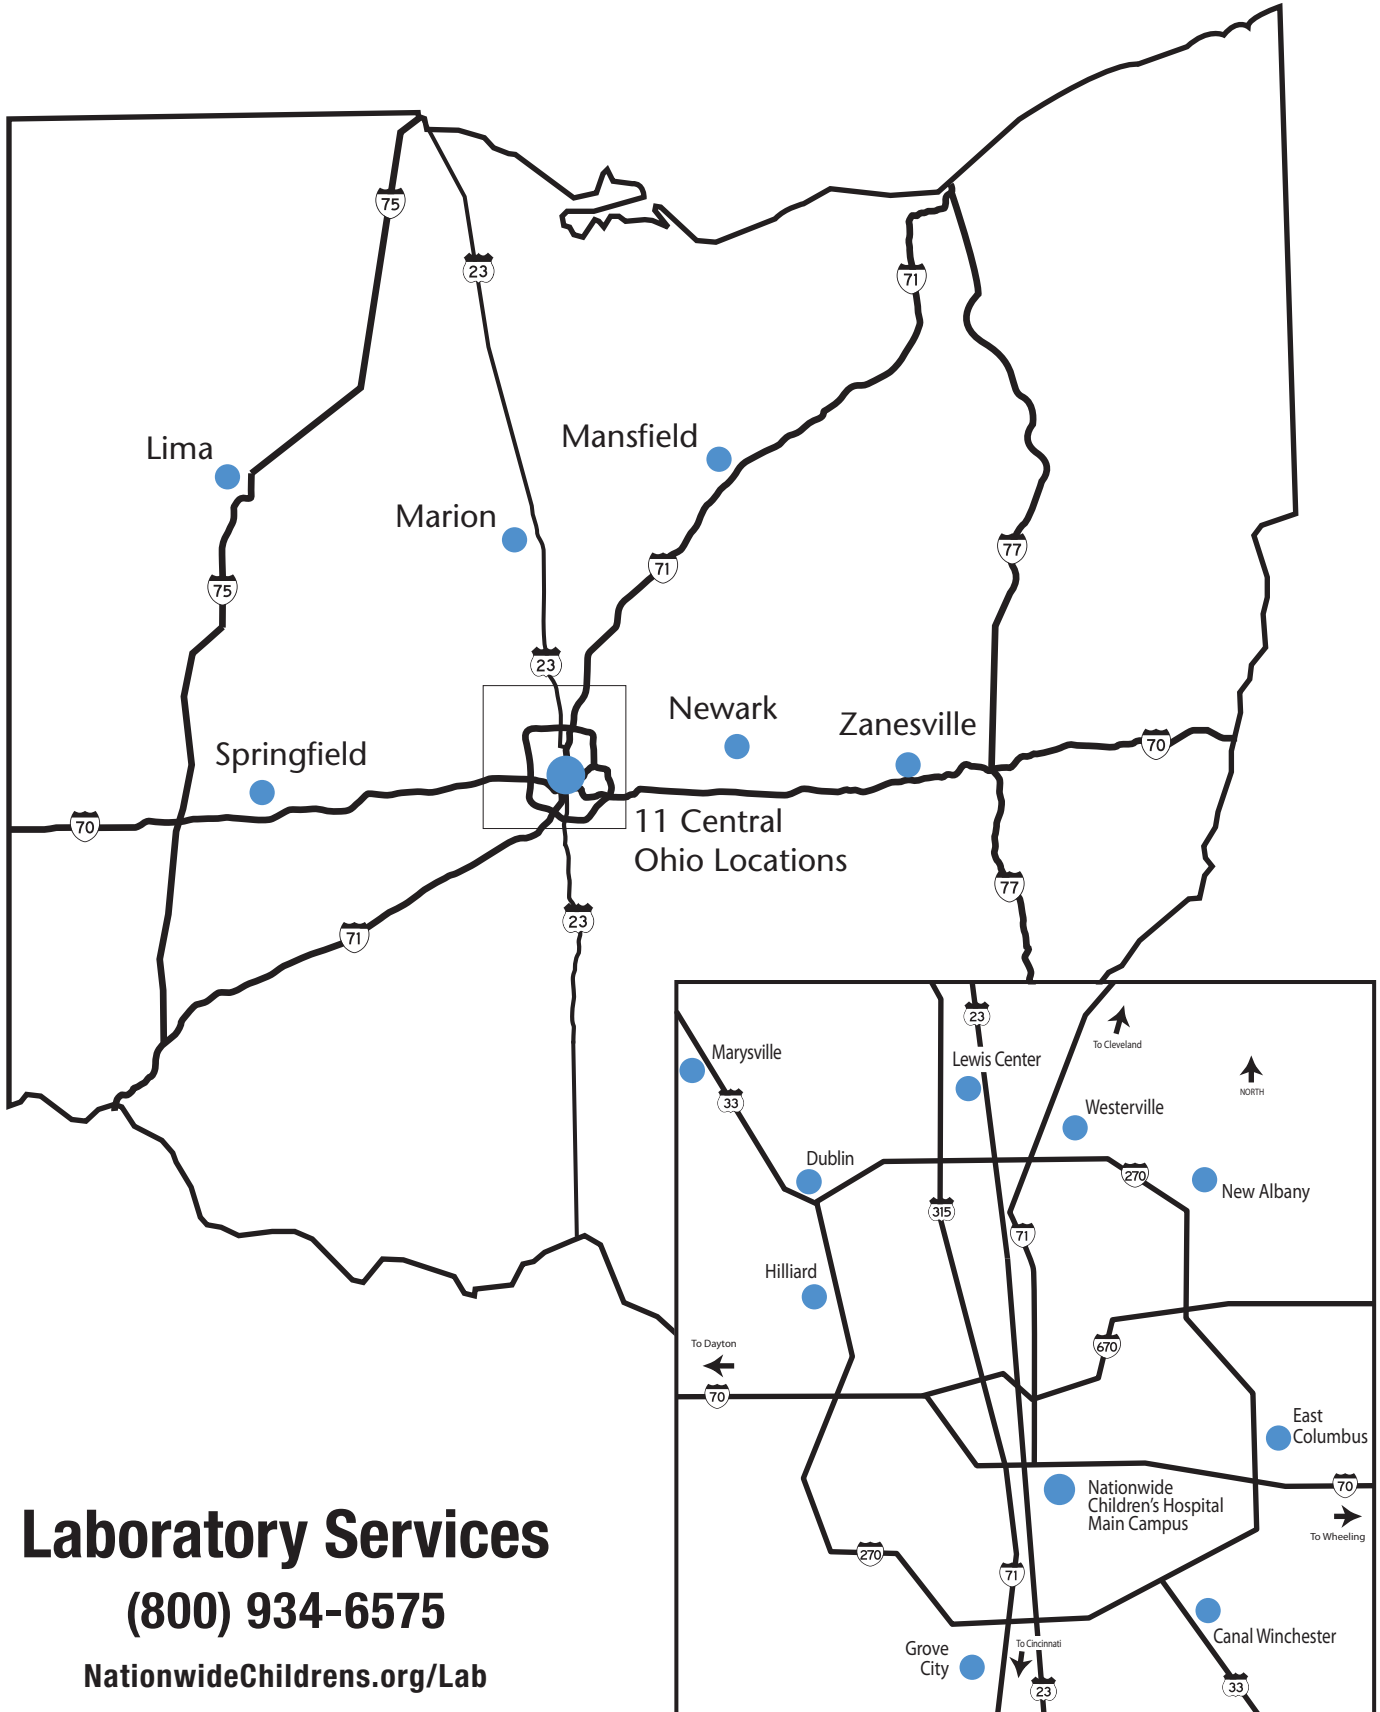 75
23
71
Lima
Mansfield
Marion
77
71
75
23
Newark
Zanesville
Springfield
70
70
11 Central
Ohio Locations
77
23
71
23
To Cleveland
Marysville
Lewis Center
NORTH
33
Westerville
Dublin
270
New Albany
315
71
Hilliard
To Dayton
670
70
East
Columbus
70
Nationwide
Children's Hospital
Main Campus
To Wheeling
270
71
Canal Winchester
To Cincinnati
Grove
City
23
33
Laboratory Services
(800) 934-6575
NationwideChildrens.org/Lab